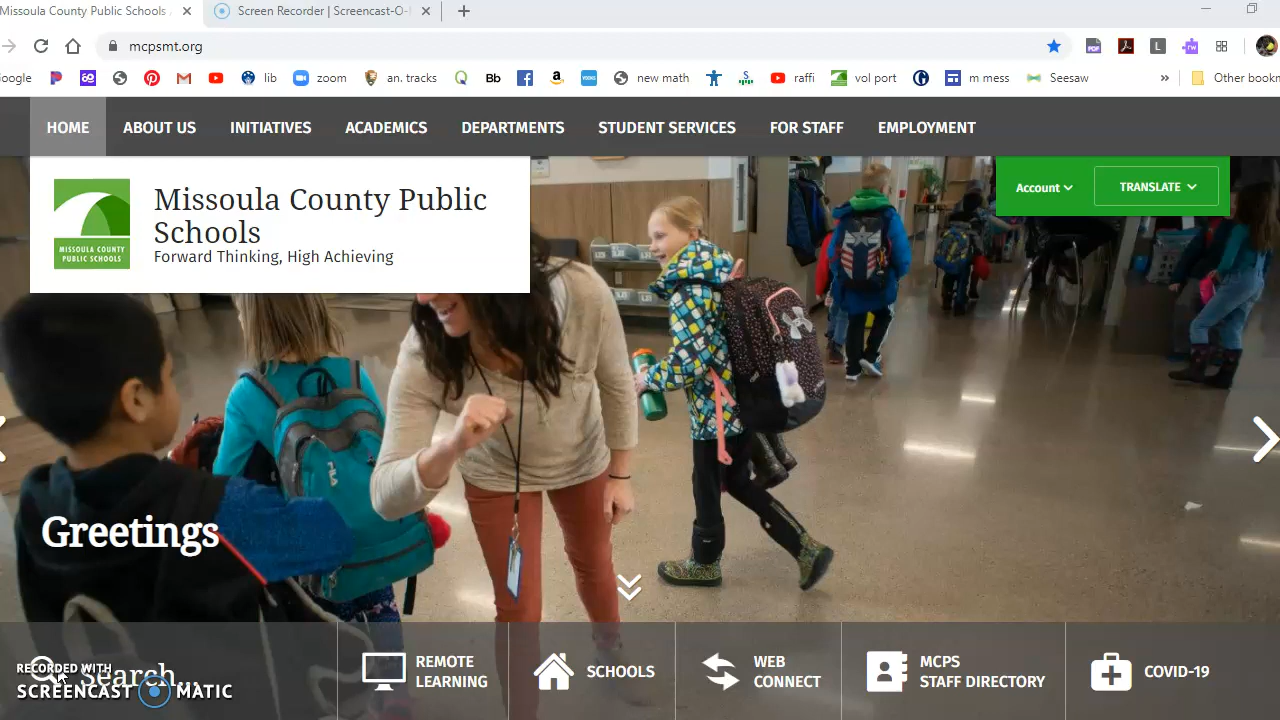 Missoula County Public Schools
Screen Recorder | Screencast-O-
mcpsmt.org
oogle
lib
zoom
an. tracks
Bb
new math
raffi
vol port
m mess
Seesaw
»
Other bookm
HOME
ABOUT US
INITIATIVES
ACADEMICS
DEPARTMENTS
STUDENT SERVICES
FOR STAFF
EMPLOYMENT
MISSOULA COUNTY
PUBLIC SCHOOLS
Missoula County Public
Schools
Forward Thinking, High Achieving
Account
TRANSLATE
Greetings
Search...
RECORDED WITH
SCREENCAST MATIC
REMOTE
LEARNING
SCHOOLS
WEB
CONNECT
MCPS
STAFF DIRECTORY
COVID-19